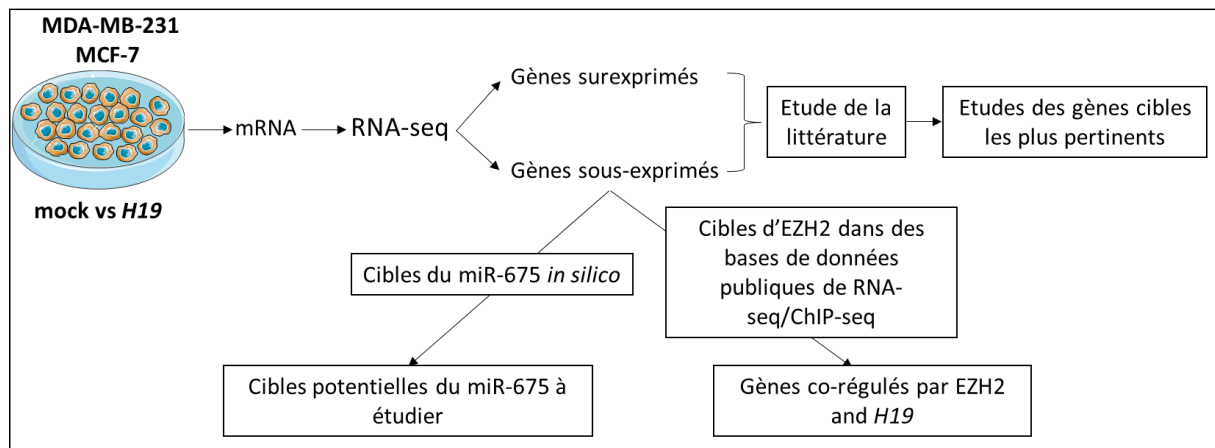 MDA-MB-231
MCF-7
mock vs H19
mRNA
RNA-seq
Gènes surexprimés
Gènes sous-exprimés
Etude de la
littérature
Etudes des gènes cibles
les plus pertinents
Cibles du miR-675 in silico
Cibles d’EZH2 dans des
bases de données
publiques de RNA-
seq/ChIP-seq
Cibles potentielles du miR-675 à
étudier
Gènes co-régulés par EZH2
and H19